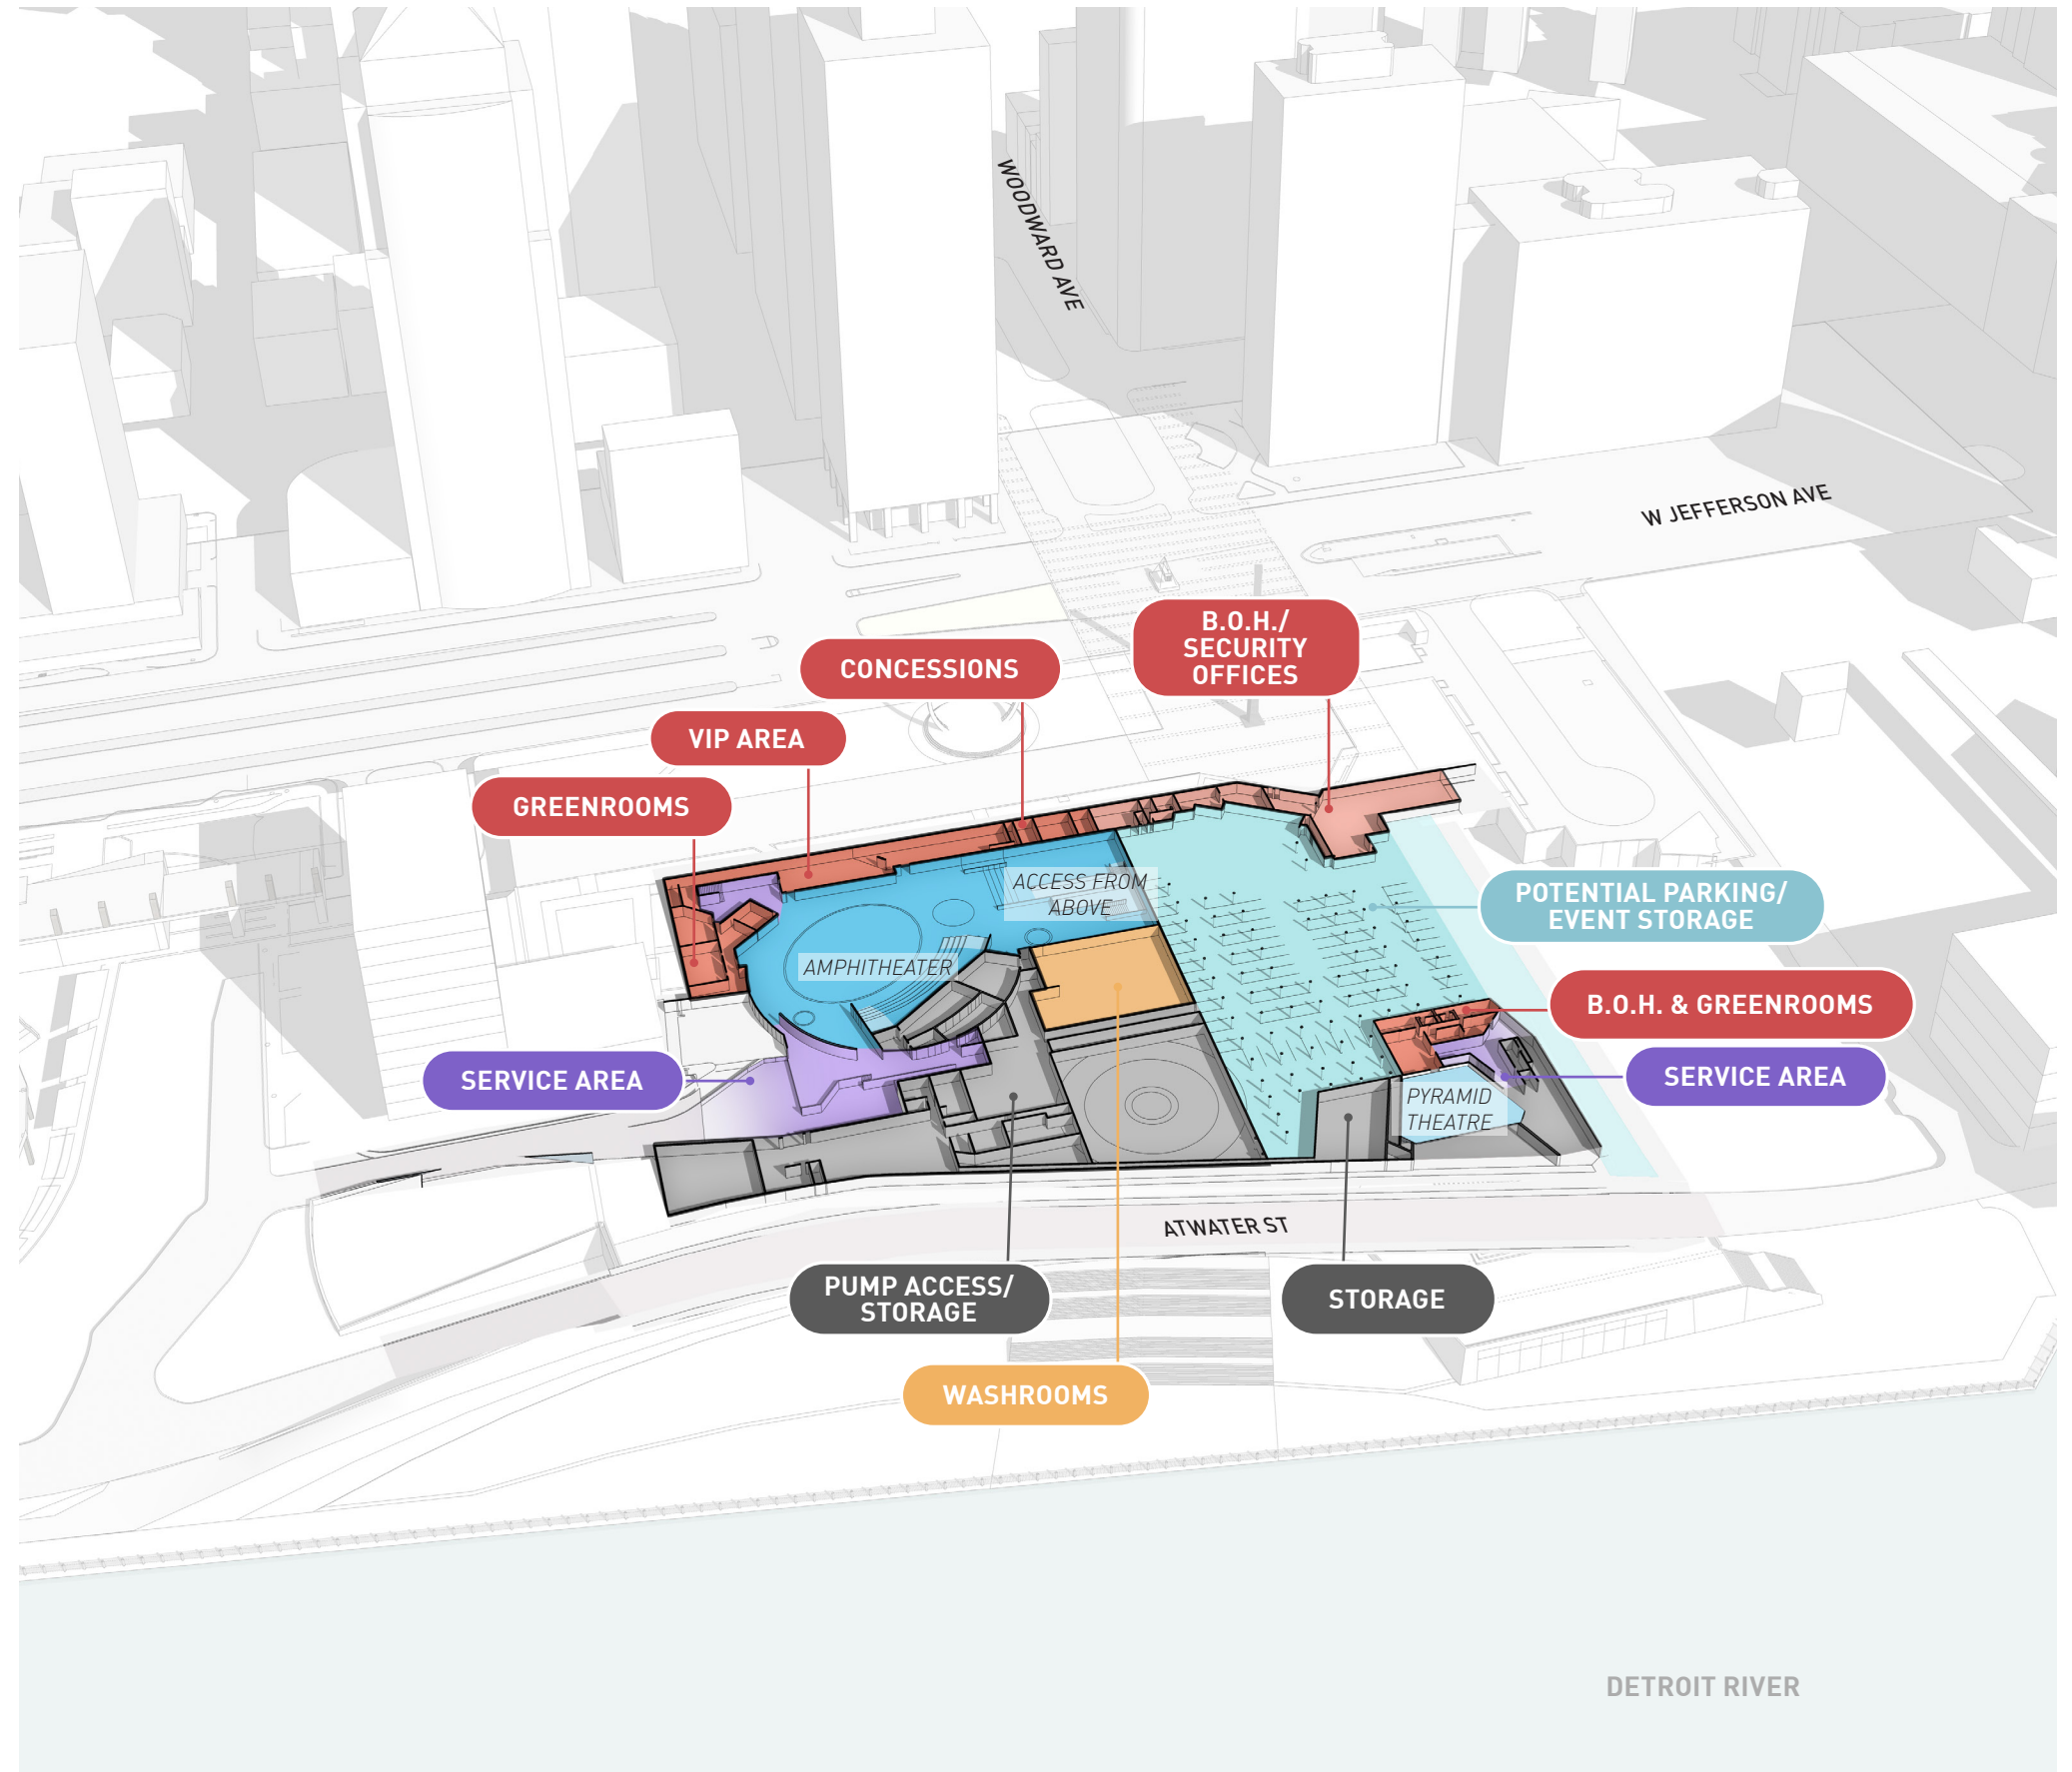 WOODWARD AVE
W JEFFERSON AVE
B.O.H./
SECURITY
OFFICES
CONCESSIONS
VIP AREA
GREENROOMS
ACCESS FROM
ABOVE
POTENTIAL PARKING/
EVENT STORAGE
AMPHITHEATER
B.O.H. & GREENROOMS
SERVICE AREA
SERVICE AREA
PYRAMID
THEATRE
ATWATER ST
PUMP ACCESS/
STORAGE
STORAGE
WASHROOMS
DETROIT RIVER